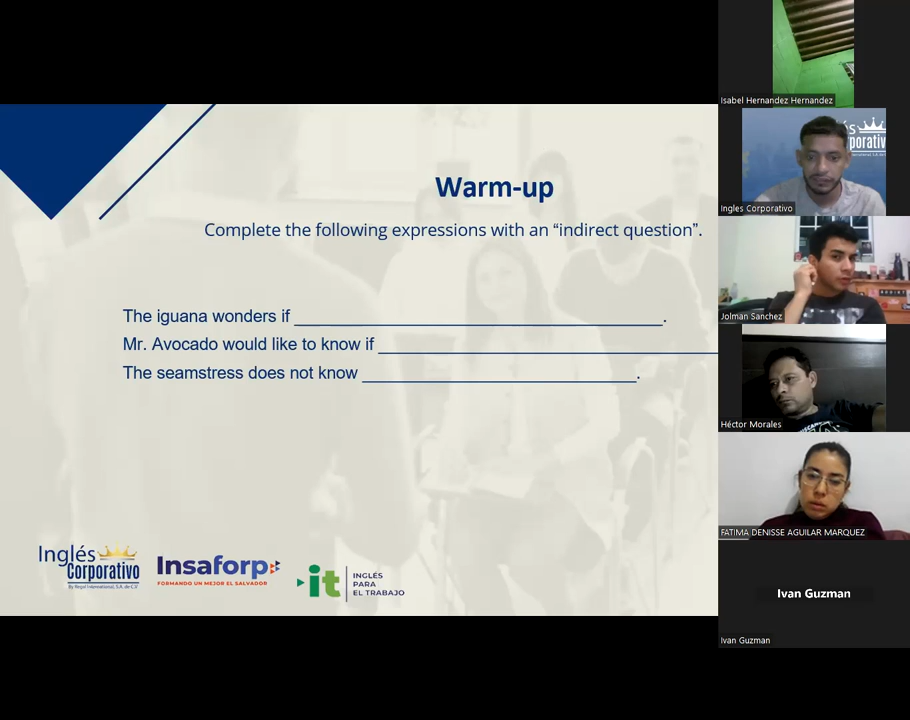 Warm-up
Complete the following expressions with an “indirect question”.
The iguana wonders if ________________________________________.
Mr. Avocado would like to know if ______________________________________
The seamstress does not know ______________________________.
Inglés
Corporativo
By Regal International, S.A. de C.V.
Insaforp
FORMANDO UN MEJOR EL SALVADOR
it
INGLÉS
PARA
EL TRABAJO
Isabel Hernandez Hernandez
Ingles Corporativo
Jolman Sanchez
Héctor Morales
FATIMA DENISSE AGUILAR MARQUEZ
Ivan Guzman
Ivan Guzman